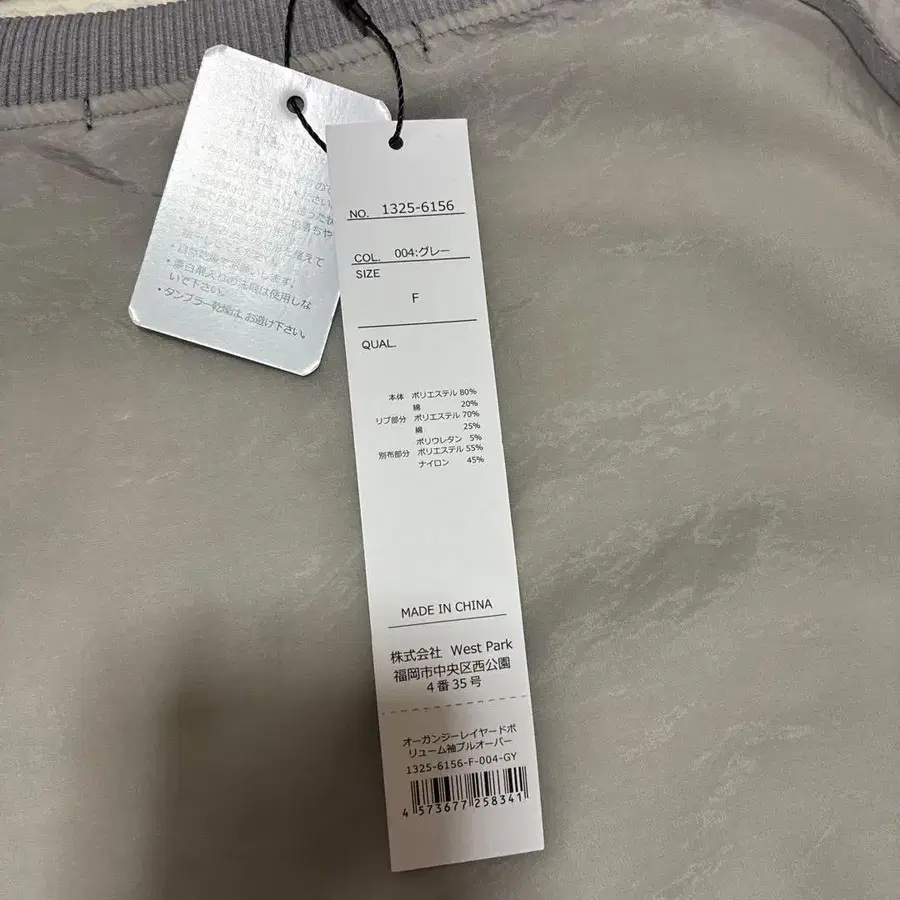 さい。
ので
・漂白剤入りの洗剤は使用しな
いで下さい。
・タンブラー乾燥は、お避け下さい。
NO. 1325-6156
COL. 004:グレー
SIZE
F
QUAL.
本体 ポリエステル 80%
綿 20%
リブ部分 ポリエステル 70%
綿 25%
ポリウレタン 5%
別布部分 ポリエステル 55%
ナイロン 45%
MADE IN CHINA
株式会社 West Park
福岡市中央区西公園
4番35号
オーガンジーレイヤードボ
リューム袖プルオーバー
1325-6156-F-004-GY
4 573677 258341